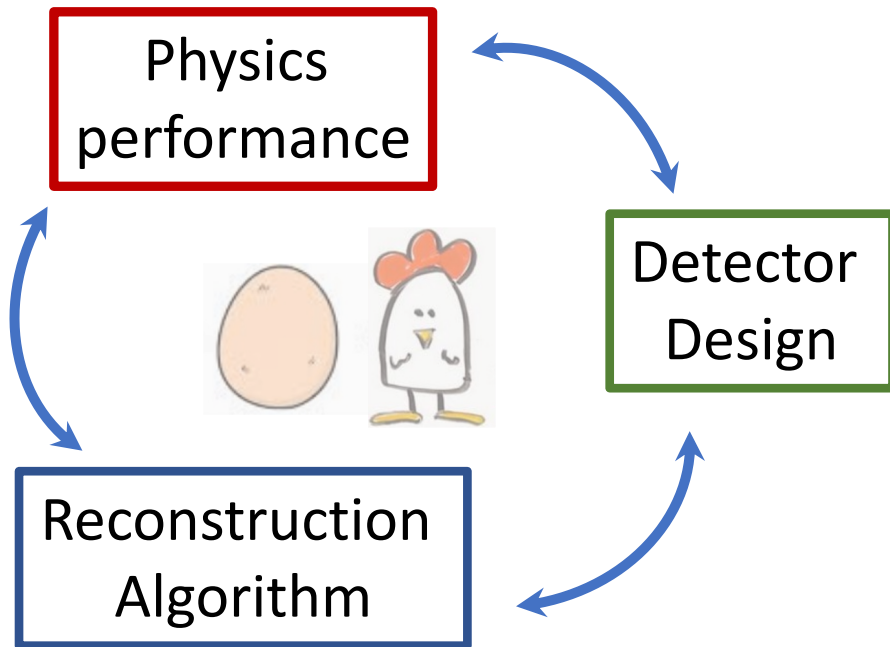 Physics
performance
Detector
Design
Reconstruction
Algorithm